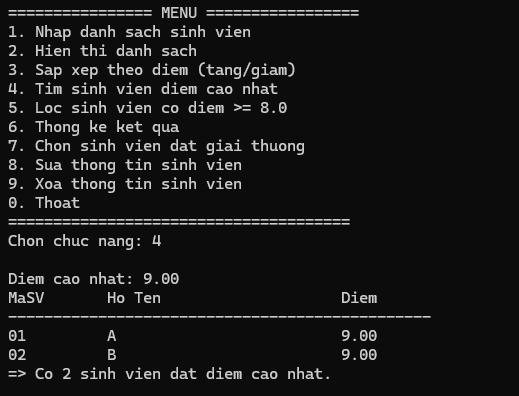 ================ MENU =================
1. Nhap danh sach sinh vien
2. Hien thi danh sach
3. Sap xep theo diem (tang/giam)
4. Tim sinh vien diem cao nhat
5. Loc sinh vien co diem >= 8.0
6. Thong ke ket qua
7. Chon sinh vien dat giai thuong
8. Sua thong tin sinh vien
9. Xoa thong tin sinh vien
0. Thoat
======================================
Chon chuc nang: 4
Diem cao nhat: 9.00
MaSV       Ho Ten                    Diem
-----------------------------------------------
01         A                         9.00
02         B                         9.00
=> Co 2 sinh vien dat diem cao nhat.